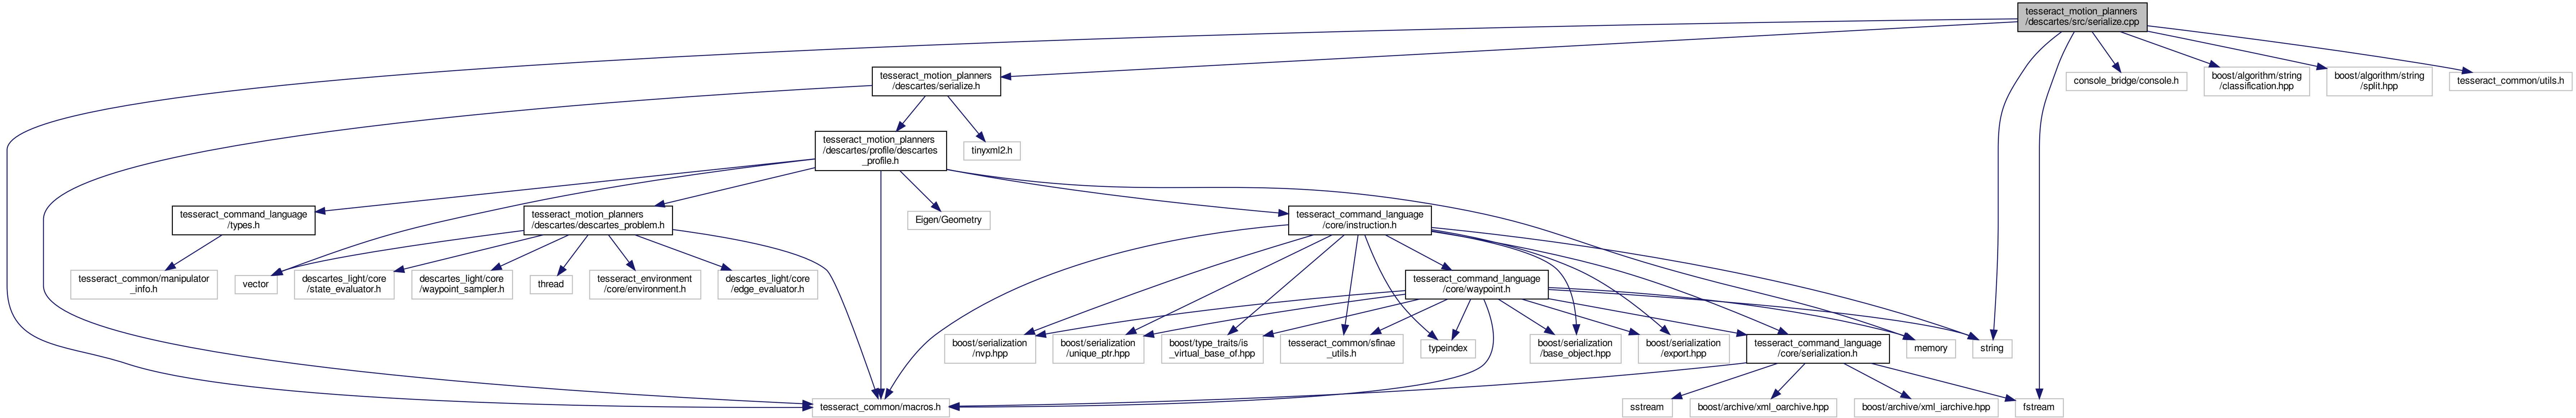 tesseract_motion_planners
/descartes/src/serialize.cpp
tesseract_motion_planners
/descartes/serialize.h
console_bridge/console.h
boost/algorithm/string
/classification.hpp
boost/algorithm/string
/split.hpp
tesseract_common/utils.h
tesseract_motion_planners
/descartes/profile/descartes
_profile.h
tinyxml2.h
tesseract_command_language
/types.h
tesseract_motion_planners
/descartes/descartes_problem.h
Eigen/Geometry
tesseract_command_language
/core/instruction.h
tesseract_common/manipulator
_info.h
vector
descartes_light/core
/state_evaluator.h
descartes_light/core
/waypoint_sampler.h
thread
tesseract_environment
/core/environment.h
descartes_light/core
/edge_evaluator.h
tesseract_command_language
/core/waypoint.h
boost/serialization
/nvp.hpp
boost/serialization
/unique_ptr.hpp
boost/type_traits/is
_virtual_base_of.hpp
tesseract_common/sfinae
_utils.h
typeindex
boost/serialization
/base_object.hpp
boost/serialization
/export.hpp
tesseract_command_language
/core/serialization.h
memory
string
tesseract_common/macros.h
sstream
boost/archive/xml_oarchive.hpp
boost/archive/xml_iarchive.hpp
fstream